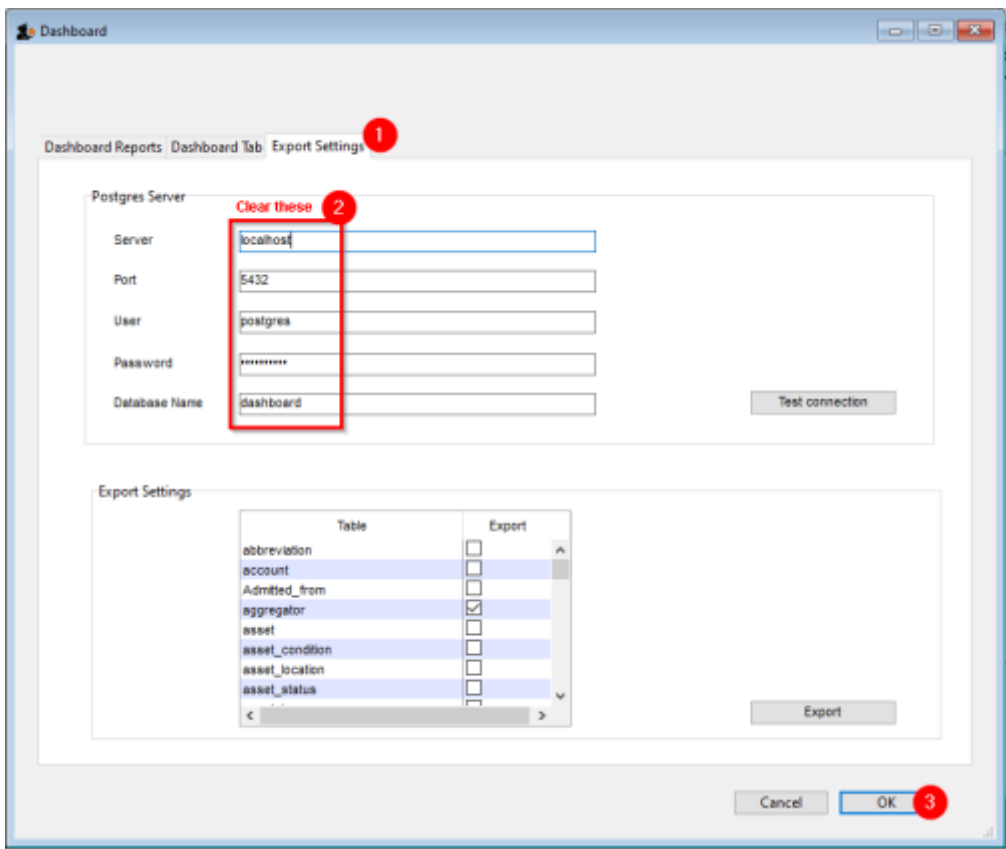 Dashboard
Dashboard Reports Dashboard Tab Export Settings 1
Postgres Server
Clear these 2
Server localhost
Port 5432
User postgres
Password •••••••••••
Database Name dashboard Test connection
Export Settings
Table Export
abbreviation
account
Admitted_from
aggregator
asset
asset_condition
asset_location
asset_status
Export
Cancel OK 3